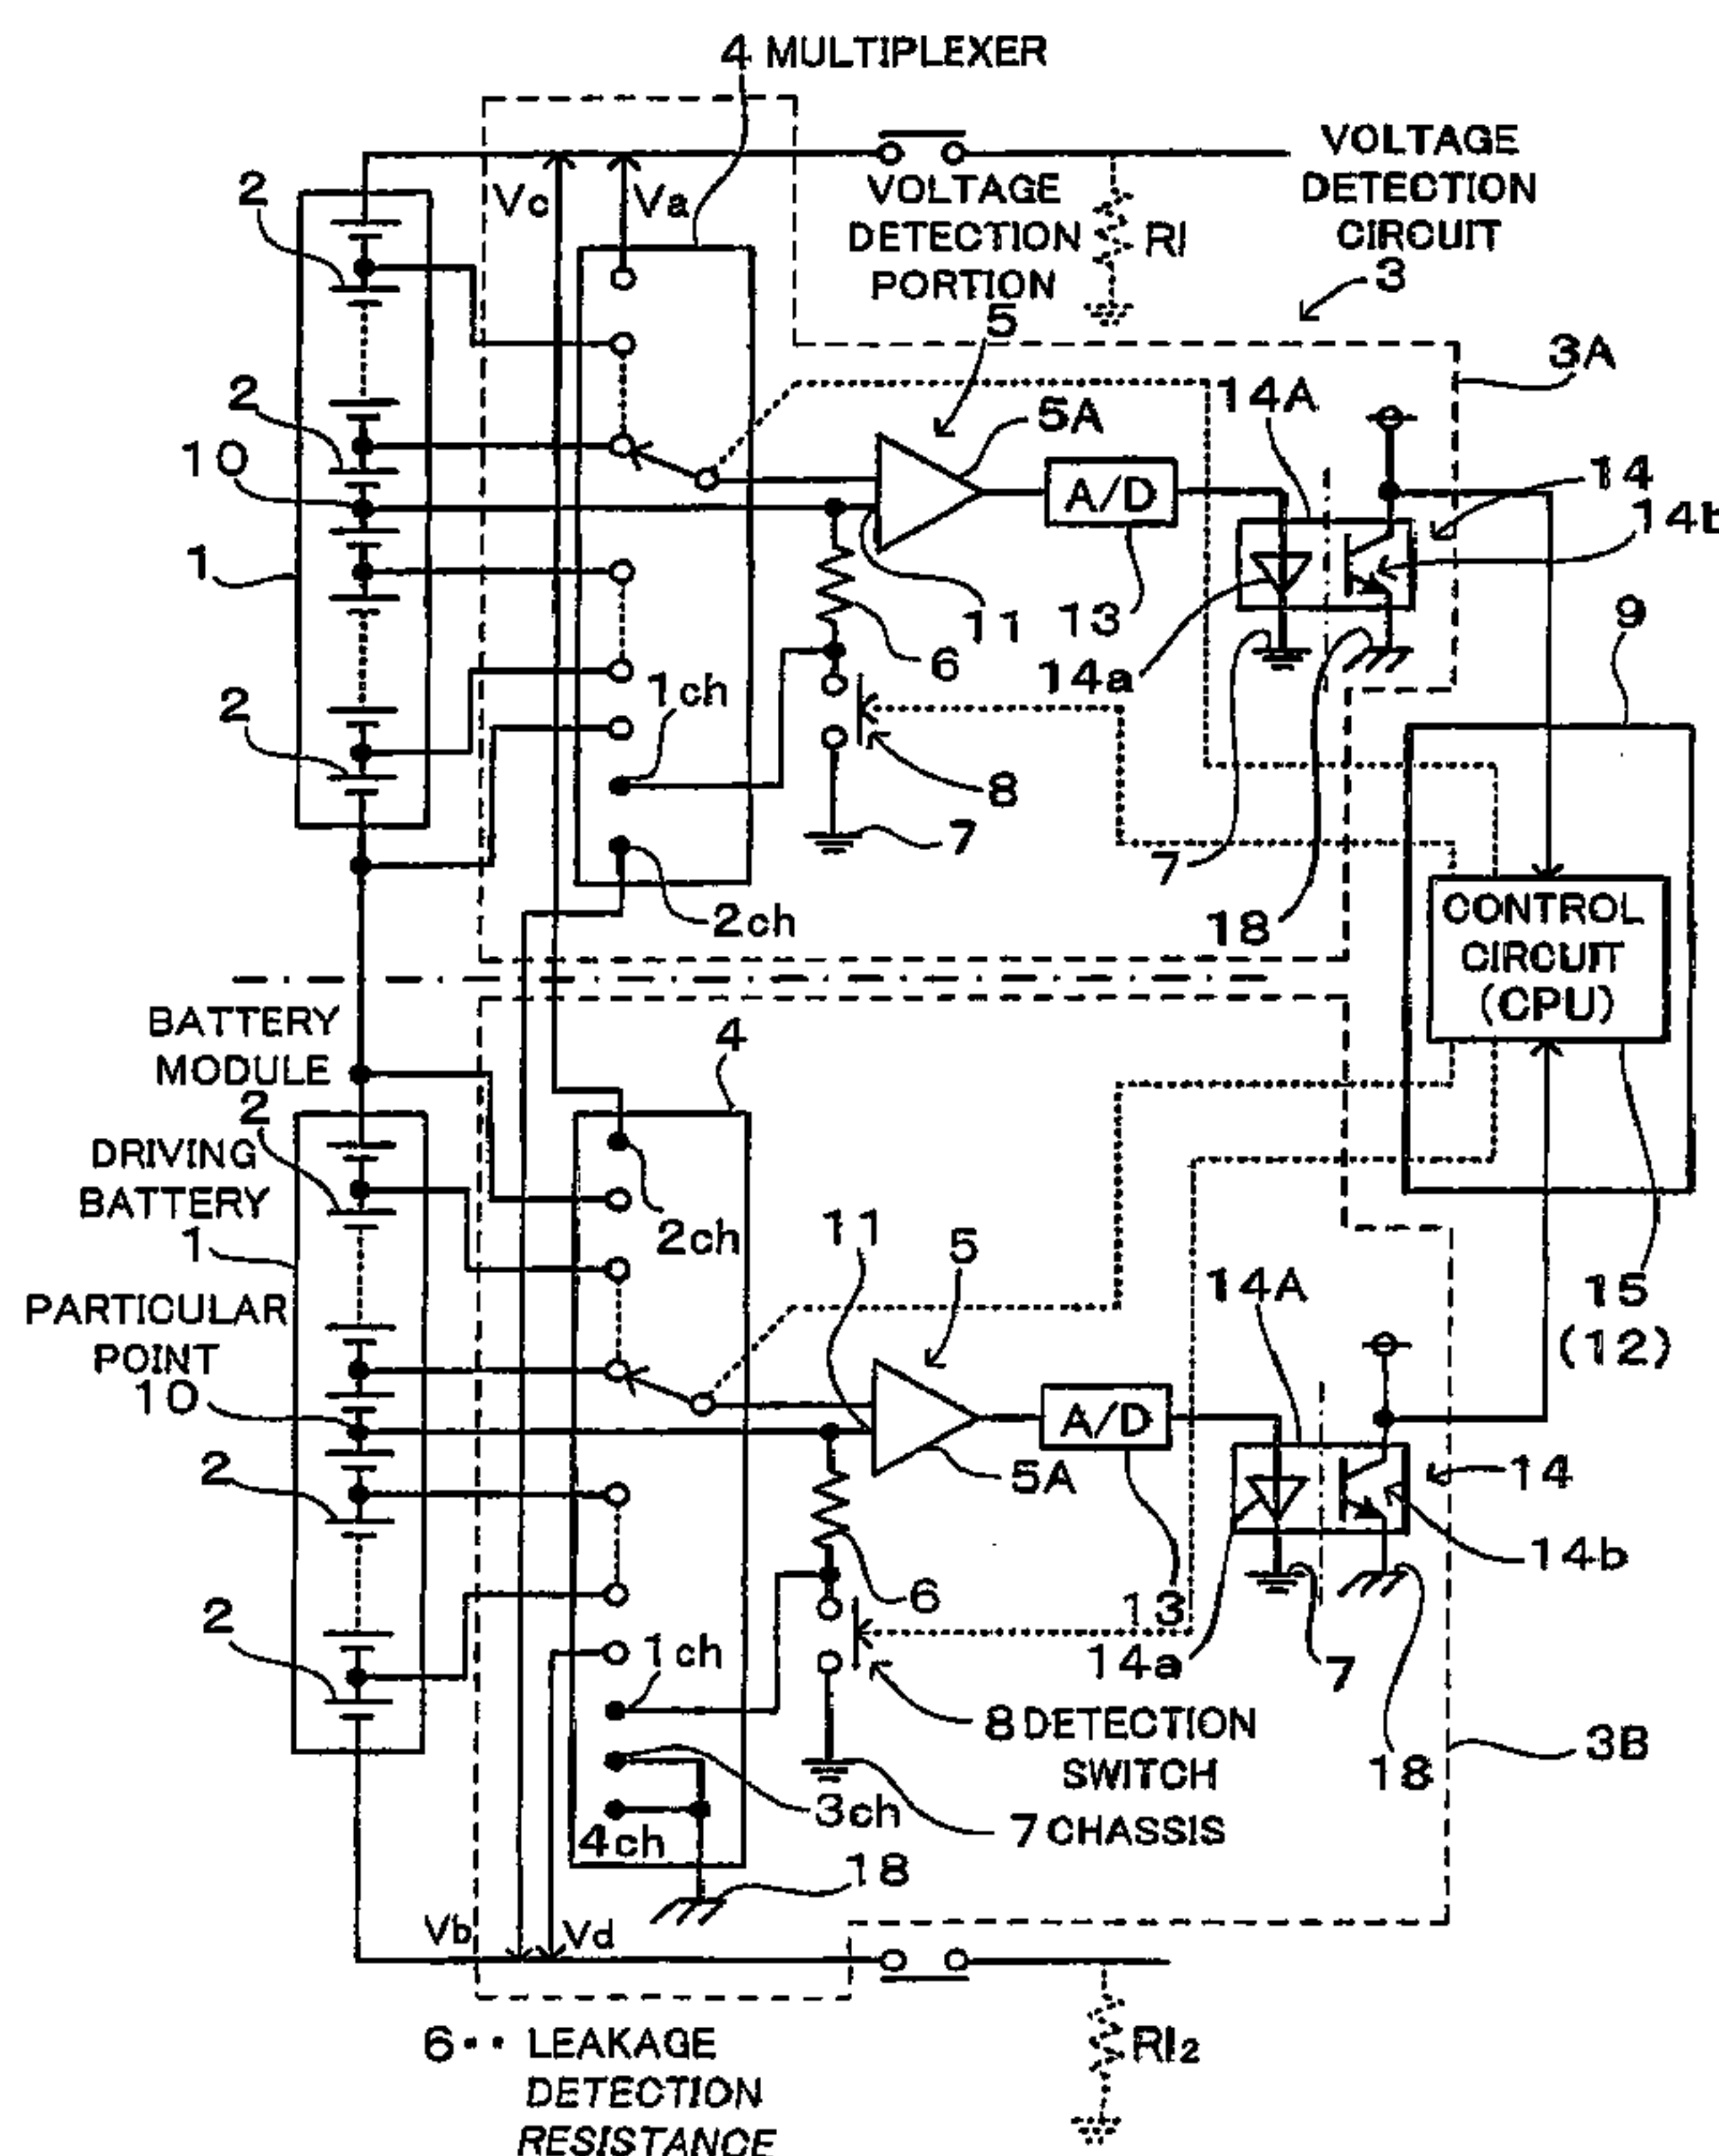 4 MULTIPLEXER
VOLTAGE
DETECTION
CIRCUIT
3
Vc
Va
VOLTAGE
DETECTION
PORTION
5
Rl
2
2
2
2
10
1
2
3A
14A
5A
A/D
14
14b
11
13
6
14a
9
1ch
8
7
7
18
2ch
CONTROL
CIRCUIT
(CPU)
BATTERY
MODULE
2
4
DRIVING
BATTERY
1
2ch
11
5
14A
15
(12)
PARTICULAR
POINT
10
A/D
5A
14
2
14b
6
13
2
14a
7
1ch
8 DETECTION
SWITCH
3B
18
3ch
7 CHASSIS
4ch
18
Vb
Vd
6·· LEAKAGE
DETECTION
RESISTANCE
Rl2